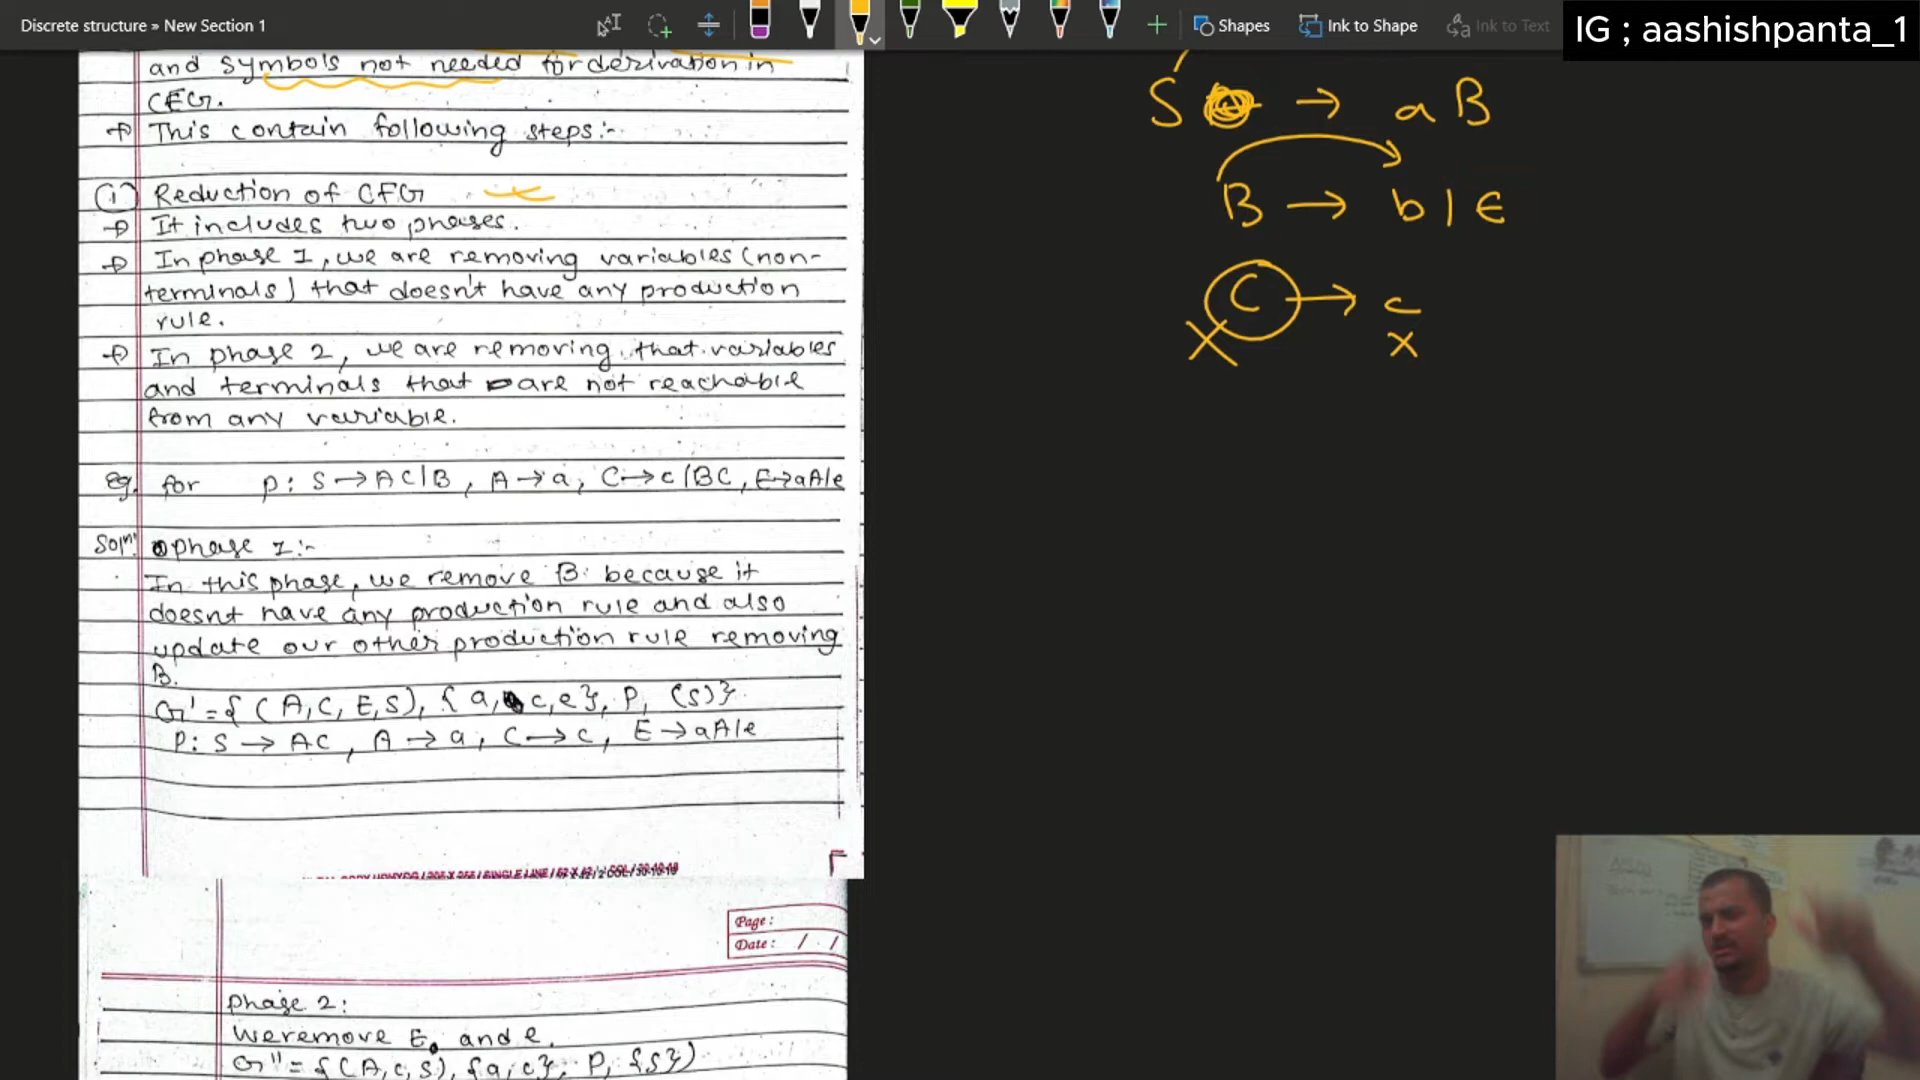 Discrete structure » New Section 1
Shapes
Ink to Shape
Ink to Text
IG ; aashishpanta_1
and symbols not needed for derivation in
CFG.
→ This contain following steps:-
(i) Reduction of CFG
→ It includes two phases.
→ In phase 1, we are removing variables (non-
terminals) that doesn't have any production
rule.
→ In phase 2, we are removing that variables
and terminals that are not reachable
from any variable.
Eg. for P: S → AC | B, A → a, C → c | BC, E → aA | e
Soln: phase 1:-
In this phase, we remove B. because it
doesnt have any production rule and also
update our other production rule removing
B.
G' = { (A, C, E, S), { a, c, e}, P, (S)}
P: S → AC, A → a, C → c, E → aA | e
Page :
Date : / /
Phase 2:
We remove E and e.
G'' = { (A, C, S), {a, c}, P, {S})
S → a B
B → b | ∈
C → c
X X